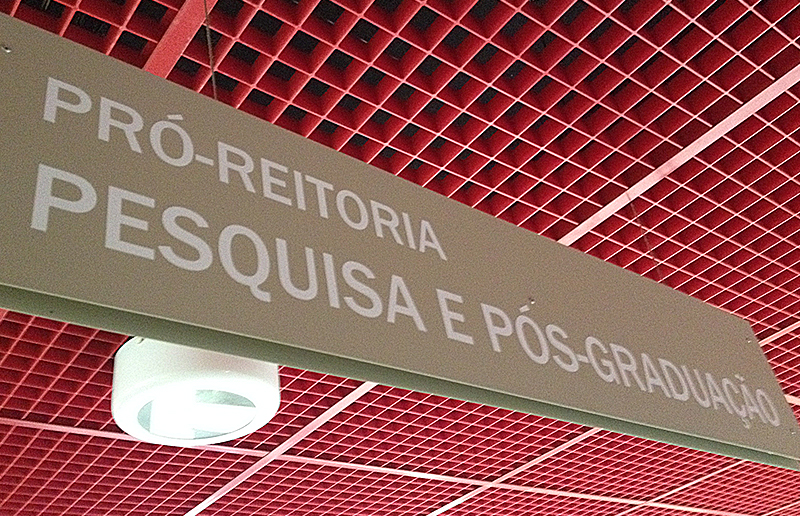 PRÓ-REITORIA
PESQUISA E PÓS-GRADUAÇÃO